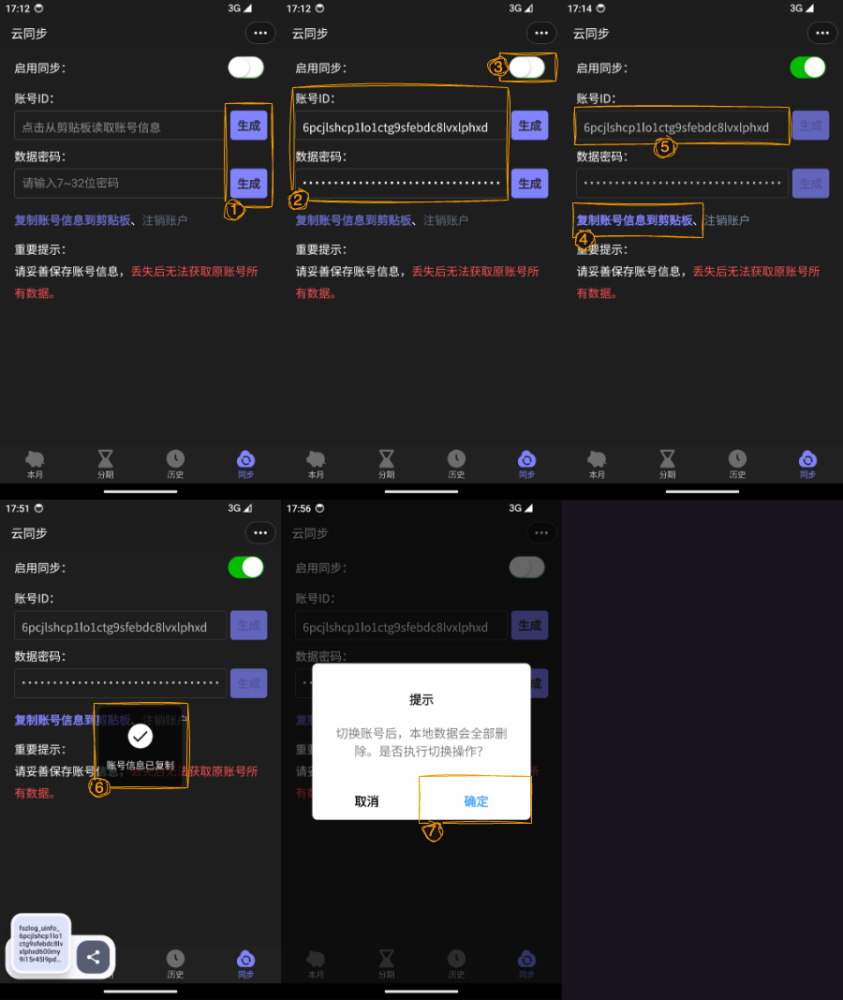 17:12 3G
云同步
启用同步：
账号ID：
点击从剪贴板读取账号信息 生成
数据密码：
请输入7~32位密码 生成
①
复制账号信息到剪贴板、注销账户
重要提示：
请妥善保存账号信息，丢失后无法获取原账号所
有数据。
本月 分期 历史 同步
17:12 3G
云同步
启用同步： ③
账号ID：
6pcjlshcp1lo1ctg9sfebdc8lvxlphxd 生成
数据密码：
生成
②
复制账号信息到剪贴板、注销账户
重要提示：
请妥善保存账号信息，丢失后无法获取原账号所
有数据。
本月 分期 历史 同步
17:14 3G
云同步
启用同步：
账号ID：
6pcjlshcp1lo1ctg9sfebdc8lvxlphxd 生成
⑤
生成
复制账号信息到剪贴板、注销账户
④
重要提示：
请妥善保存账号信息，丢失后无法获取原账号所
有数据。
本月 分期 历史 同步
17:51 3G
云同步
启用同步：
账号ID：
6pcjlshcp1lo1ctg9sfebdc8lvxlphxd 生成
数据密码：
生成
复制账号信息到剪贴板、注销账户
重要提示：
账号信息已复制
请妥善保存账号信息，丢失后无法获取原账号所
⑥
有数据。
fszlog_uinfo_
6pcjlshcp1lo1
ctg9sfebdc8lv
xlphxd600my
9i15r45l9pd...
历史 同步
17:56 3G
云同步
启用同步：
账号ID：
6pcjlshcp1lo1ctg9sfebdc8lvxlphxd 生成
数据密码：
提示
切换账号后，本地数据会全部删
除。是否执行切换操作？
取消 确定
⑦
本月 分期 历史 同步